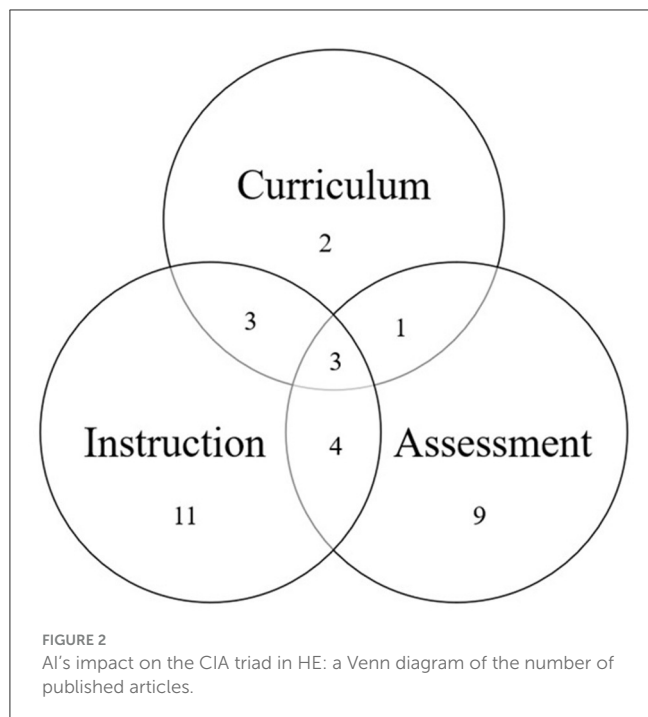 Curriculum
2
3
1
3
Instruction
4
Assessment
11
9
FIGURE 2
AI's impact on the CIA triad in HE: a Venn diagram of the number of
published articles.